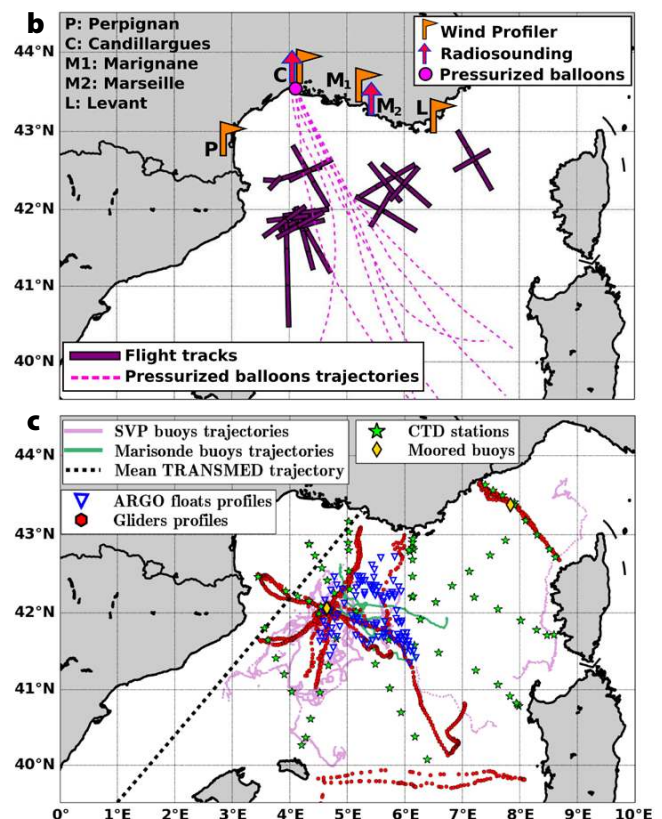 b
P: Perpignan
C: Candillargues
M1: Marignane
M2: Marseille
L: Levant
Wind Profiler
Radiosounding
Pressurized balloons
44°N
43°N
42°N
41°N
40°N
C
M1
M2
L
P
Flight tracks
Pressurized balloons trajectories
c
SVP buoys trajectories
Marisonde buoys trajectories
Mean TRANSMED trajectory
CTD stations
Moored buoys
ARGO floats profiles
Gliders profiles
44°N
43°N
42°N
41°N
40°N
0° 1°E 2°E 3°E 4°E 5°E 6°E 7°E 8°E 9°E 10°E